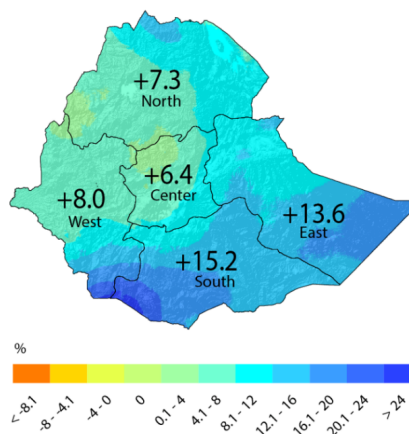 +7.3
North
+8.0
West
+6.4
Center
+13.6
East
+15.2
South
%
< -8.1
-8 - -4.1
-4 - 0
0
0.1- 4
4.1- 8
8.1- 12
12.1- 16
16.1- 20
20.1- 24
> 24